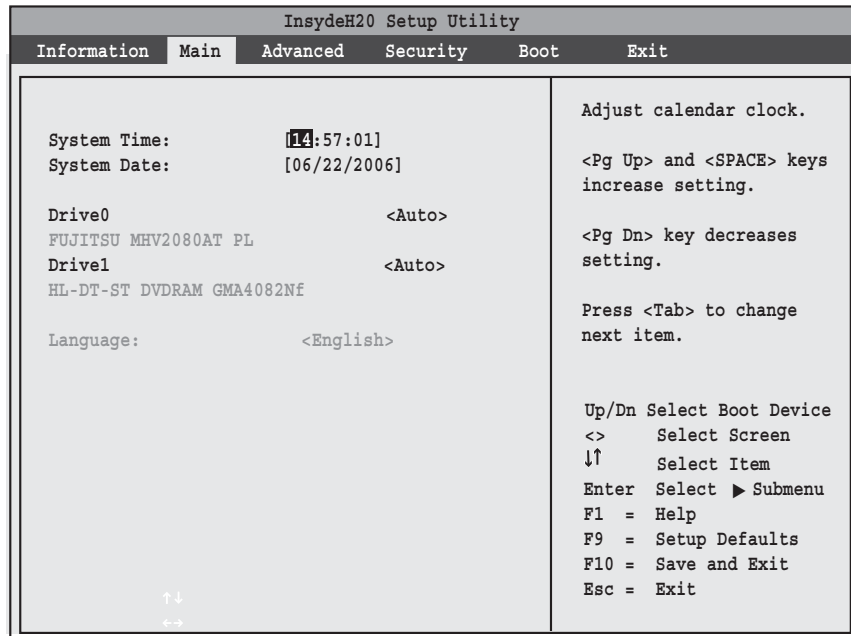 InsydeH20 Setup Utility
Information Main Advanced Security Boot Exit
System Time: [14:57:01]
System Date: [06/22/2006]
Drive0 <Auto>
FUJITSU MHV2080AT PL
Drive1 <Auto>
HL-DT-ST DVDRAM GMA4082Nf
Language: <English>
Adjust calendar clock.
<Pg Up> and <SPACE> keys
increase setting.
<Pg Dn> key decreases
setting.
Press <Tab> to change
next item.
Up/Dn Select Boot Device
<> Select Screen
↓↑ Select Item
Enter Select ▶ Submenu
F1 = Help
F9 = Setup Defaults
F10 = Save and Exit
Esc = Exit
↑↓
←→